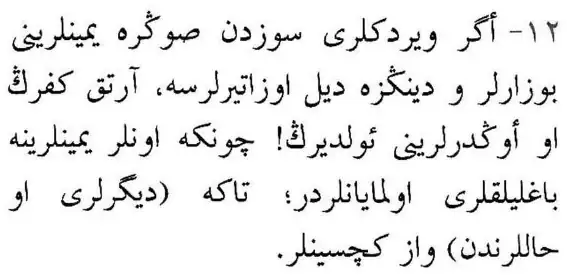 ١٢- أگر ویردکلری سوزدن صوڭره یمینلرینی
بوزارلر و دینڭزه دیل اوزاتیرلرسه، آرتق کفرڭ
او أوڭدرلرینی ئولدیرڭ! چونکه اونلر یمینلرینه
باغلیلقلری اولمایانلردر؛ تاکه (دیگرلری او
حاللرندن) واز کچسینلر.